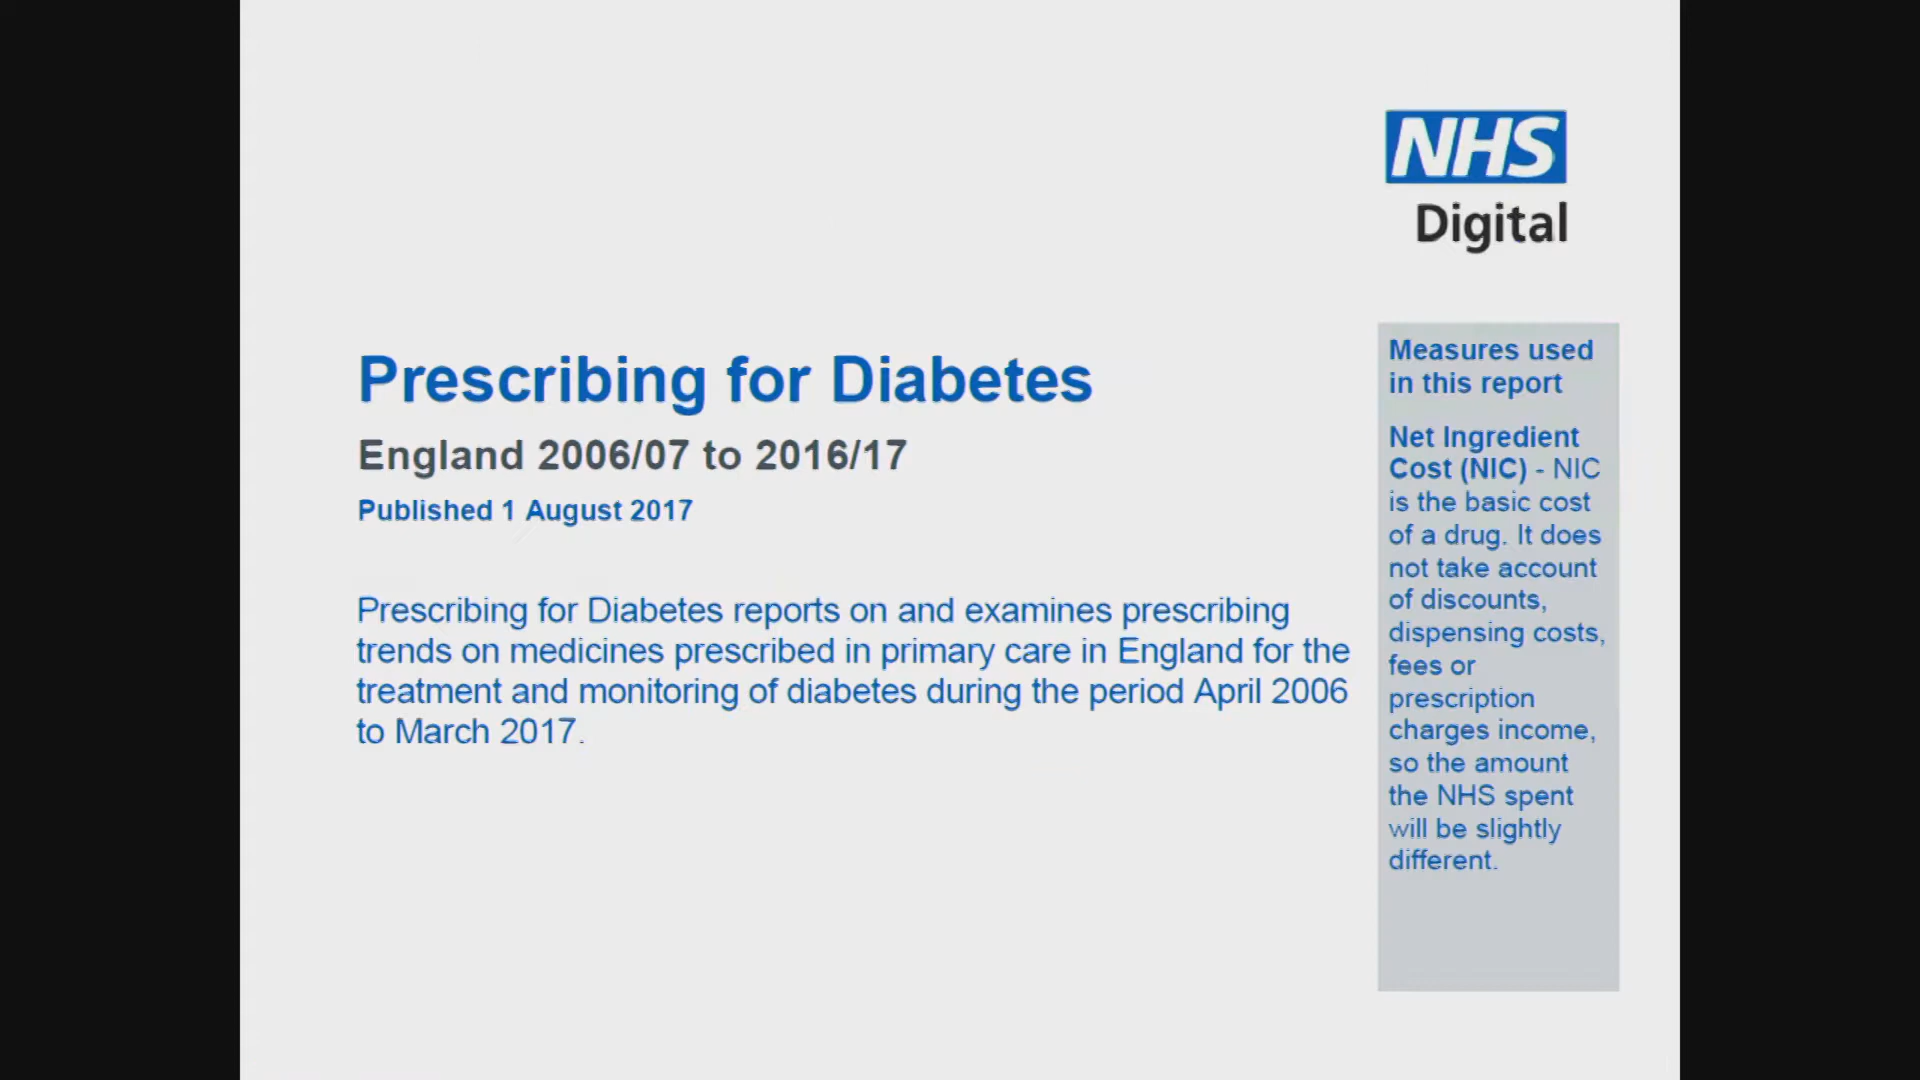 NHS
Digital
Prescribing for Diabetes
England 2006/07 to 2016/17
Published 1 August 2017
Prescribing for Diabetes reports on and examines prescribing
trends on medicines prescribed in primary care in England for the
treatment and monitoring of diabetes during the period April 2006
to March 2017.
Measures used
in this report
Net Ingredient
Cost (NIC) - NIC
is the basic cost
of a drug. It does
not take account
of discounts,
dispensing costs,
fees or
prescription
charges income,
so the amount
the NHS spent
will be slightly
different.